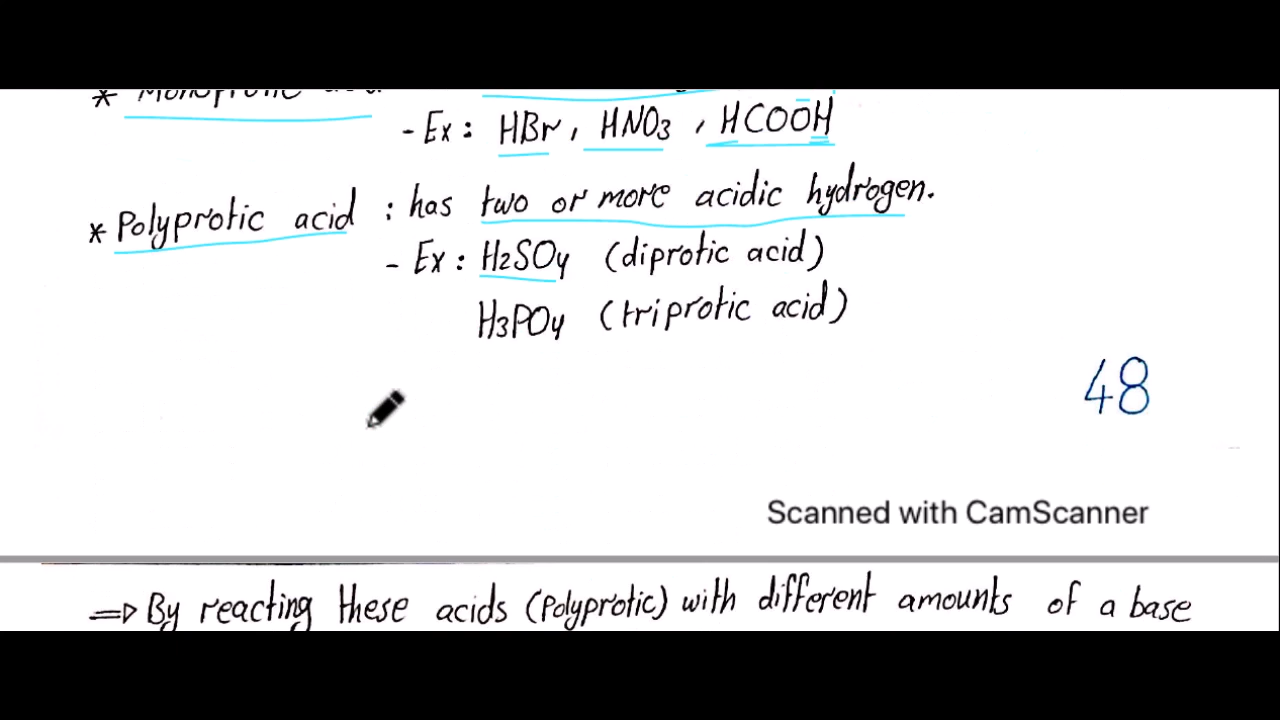 * Monoprotic
- Ex : HBr , HNO3 , HCOOH
* Polyprotic acid : has two or more acidic hydrogen.
- Ex : H2SO4 (diprotic acid)
H3PO4 (triprotic acid)
48
Scanned with CamScanner
=> By reacting these acids (Polyprotic) with different amounts of a base